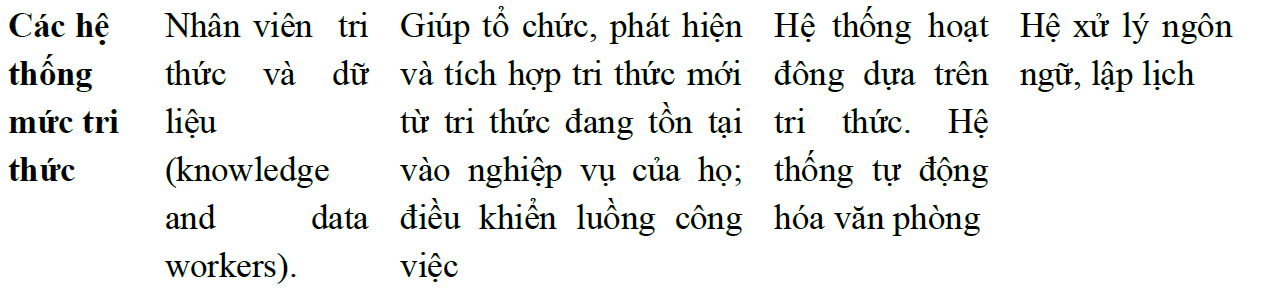 Các hệ
thống
mức tri
thức
Nhân viên tri
thức và dữ
liệu
(knowledge
and data
workers).
Giúp tổ chức, phát hiện
và tích hợp tri thức mới
từ tri thức đang tồn tại
vào nghiệp vụ của họ;
điều khiển luồng công
việc
Hệ thống hoạt
đông dựa trên
tri thức. Hệ
thống tự động
hóa văn phòng
Hệ xử lý ngôn
ngữ, lập lịch